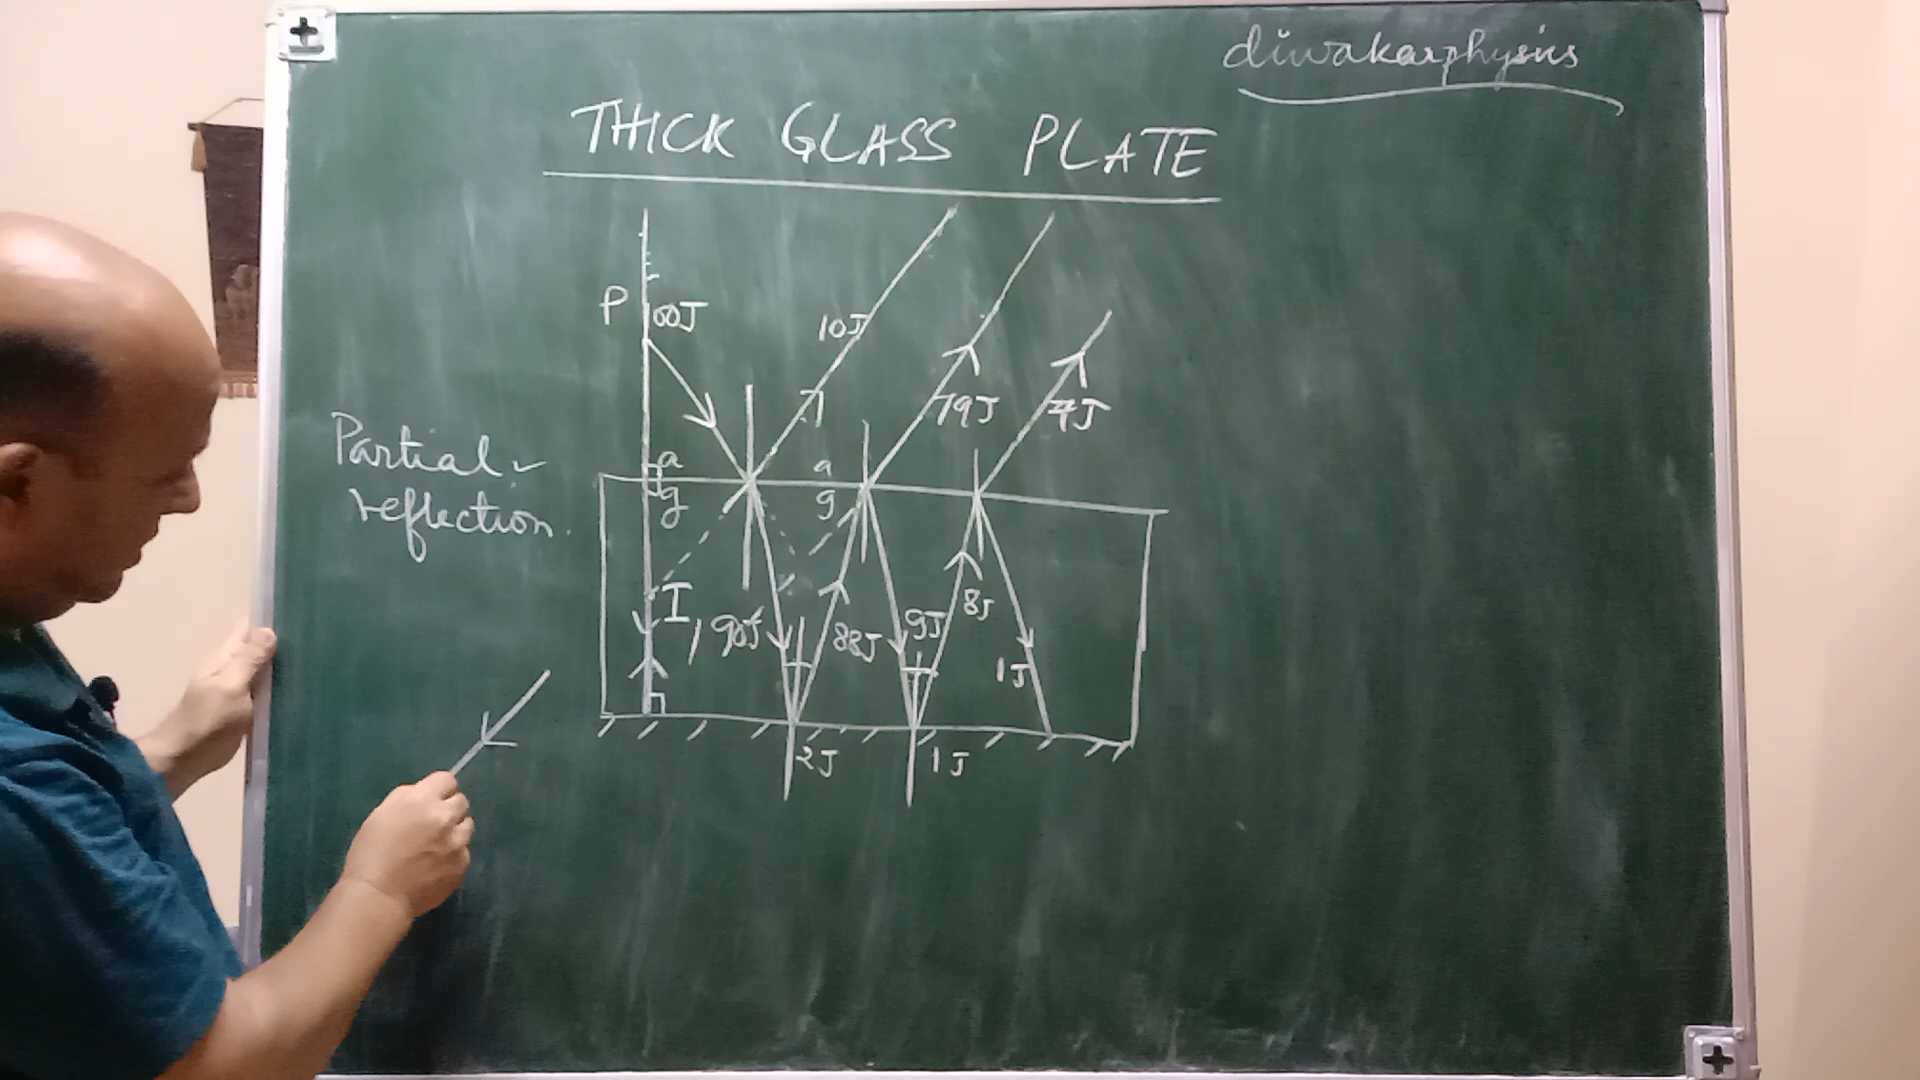 diwakarphysics
THICK GLASS PLATE
P 100J
10J
79J
7J
Partial
reflection.
a
g
a
g
I
90J
88J
9J
8J
1J
2J
1J